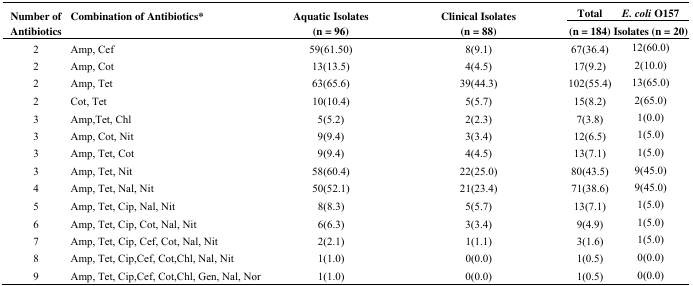 Number of Antibiotics Combination of Antibiotics* Aquatic Isolates (n = 96) Clinical Isolates (n = 88) Total (n = 184) E. coli O157 Isolates (n = 20)
2 Amp, Cef 59(61.50) 8(9.1) 67(36.4) 12(60.0)
2 Amp, Cot 13(13.5) 4(4.5) 17(9.2) 2(10.0)
2 Amp, Tet 63(65.6) 39(44.3) 102(55.4) 13(65.0)
2 Cot, Tet 10(10.4) 5(5.7) 15(8.2) 2(65.0)
3 Amp,Tet, Chl 5(5.2) 2(2.3) 7(3.8) 1(0.0)
3 Amp, Cot, Nit 9(9.4) 3(3.4) 12(6.5) 1(5.0)
3 Amp, Tet, Cot 9(9.4) 4(4.5) 13(7.1) 1(5.0)
3 Amp, Tet, Nit 58(60.4) 22(25.0) 80(43.5) 9(45.0)
4 Amp, Tet, Nal, Nit 50(52.1) 21(23.4) 71(38.6) 9(45.0)
5 Amp, Tet, Cip, Nal, Nit 8(8.3) 5(5.7) 13(7.1) 1(5.0)
6 Amp, Tet, Cip, Cot, Nal, Nit 6(6.3) 3(3.4) 9(4.9) 1(5.0)
7 Amp, Tet, Cip, Cef, Cot, Nal, Nit 2(2.1) 1(1.1) 3(1.6) 1(5.0)
8 Amp, Tet, Cip,Cef, Cot,Chl, Nal, Nit 1(1.0) 0(0.0) 1(0.5) 0(0.0)
9 Amp, Tet, Cip,Cef, Cot,Chl, Gen, Nal, Nor 1(1.0) 0(0.0) 1(0.5) 0(0.0)